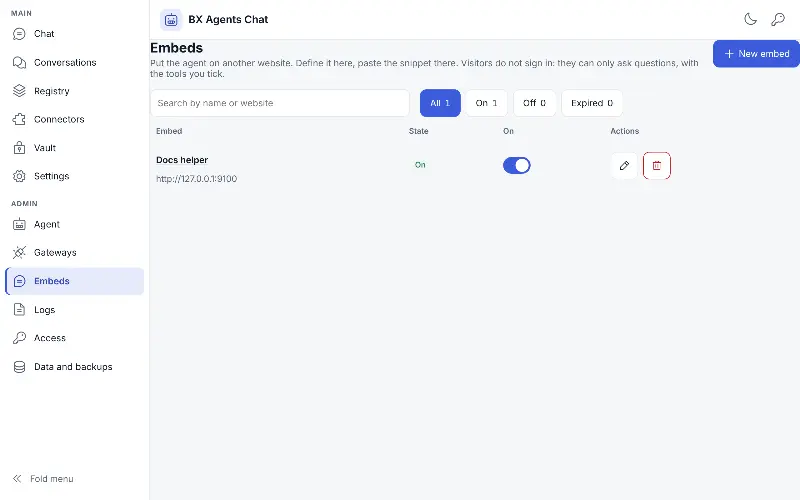 MAIN
Chat
Conversations
Registry
Connectors
Vault
Settings
ADMIN
Agent
Gateways
Embeds
Logs
Access
Data and backups
Fold menu
BX Agents Chat
Embeds
Put the agent on another website. Define it here, paste the snippet there. Visitors do not sign in: they can only ask questions, with
the tools you tick.
New embed
Search by name or website
All 1
On 1
Off 0
Expired 0
Embed State On Actions
Docs helper
On
http://127.0.0.1:9100